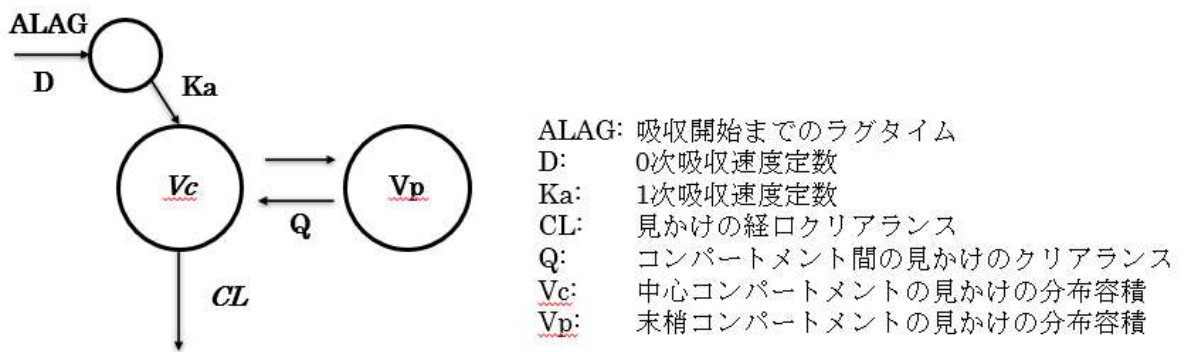 ALAG
D
Ka
Vc
Vp
Q
CL
ALAG: 吸収開始までのラグタイム
D: 0次吸収速度定数
Ka: 1次吸収速度定数
CL: 見かけの経口クリアランス
Q: コンパートメント間の見かけのクリアランス
Vc: 中心コンパートメントの見かけの分布容積
Vp: 末梢コンパートメントの見かけの分布容積